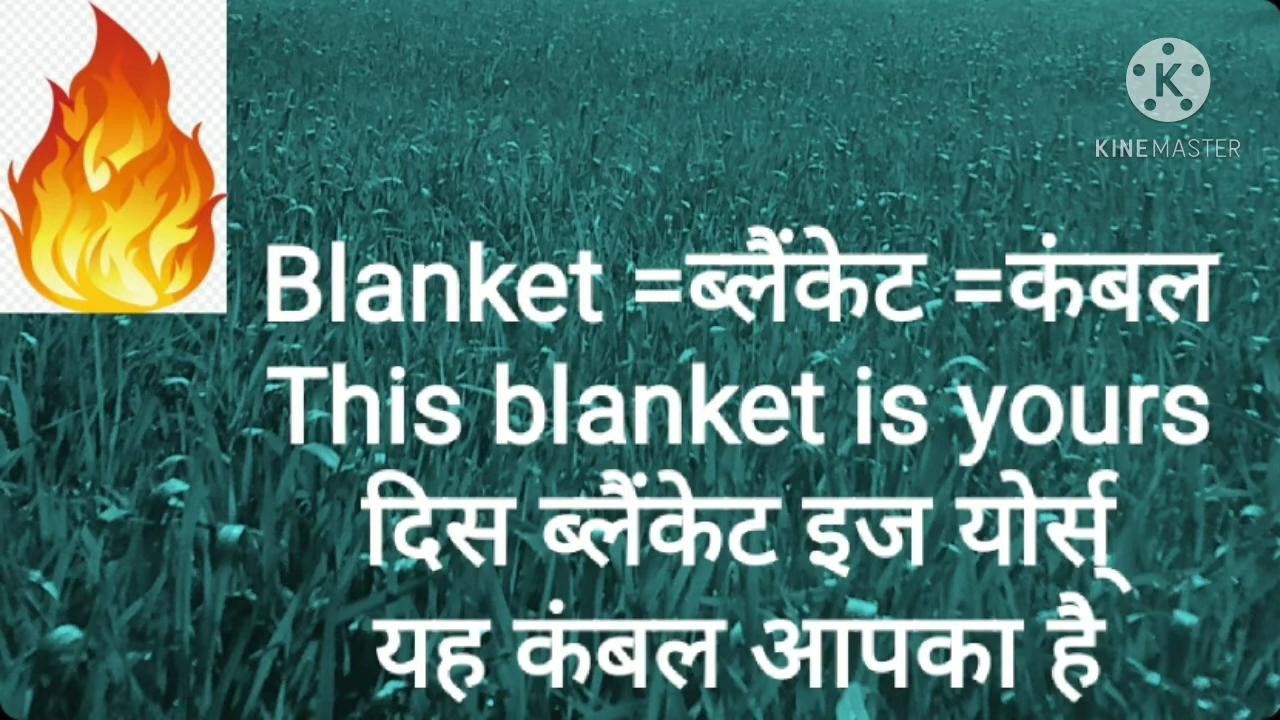 KINEMASTER
Blanket =ब्लैंकेट =कंबल
This blanket is yours
दिस ब्लैंकेट इज योर्स्
यह कंबल आपका है